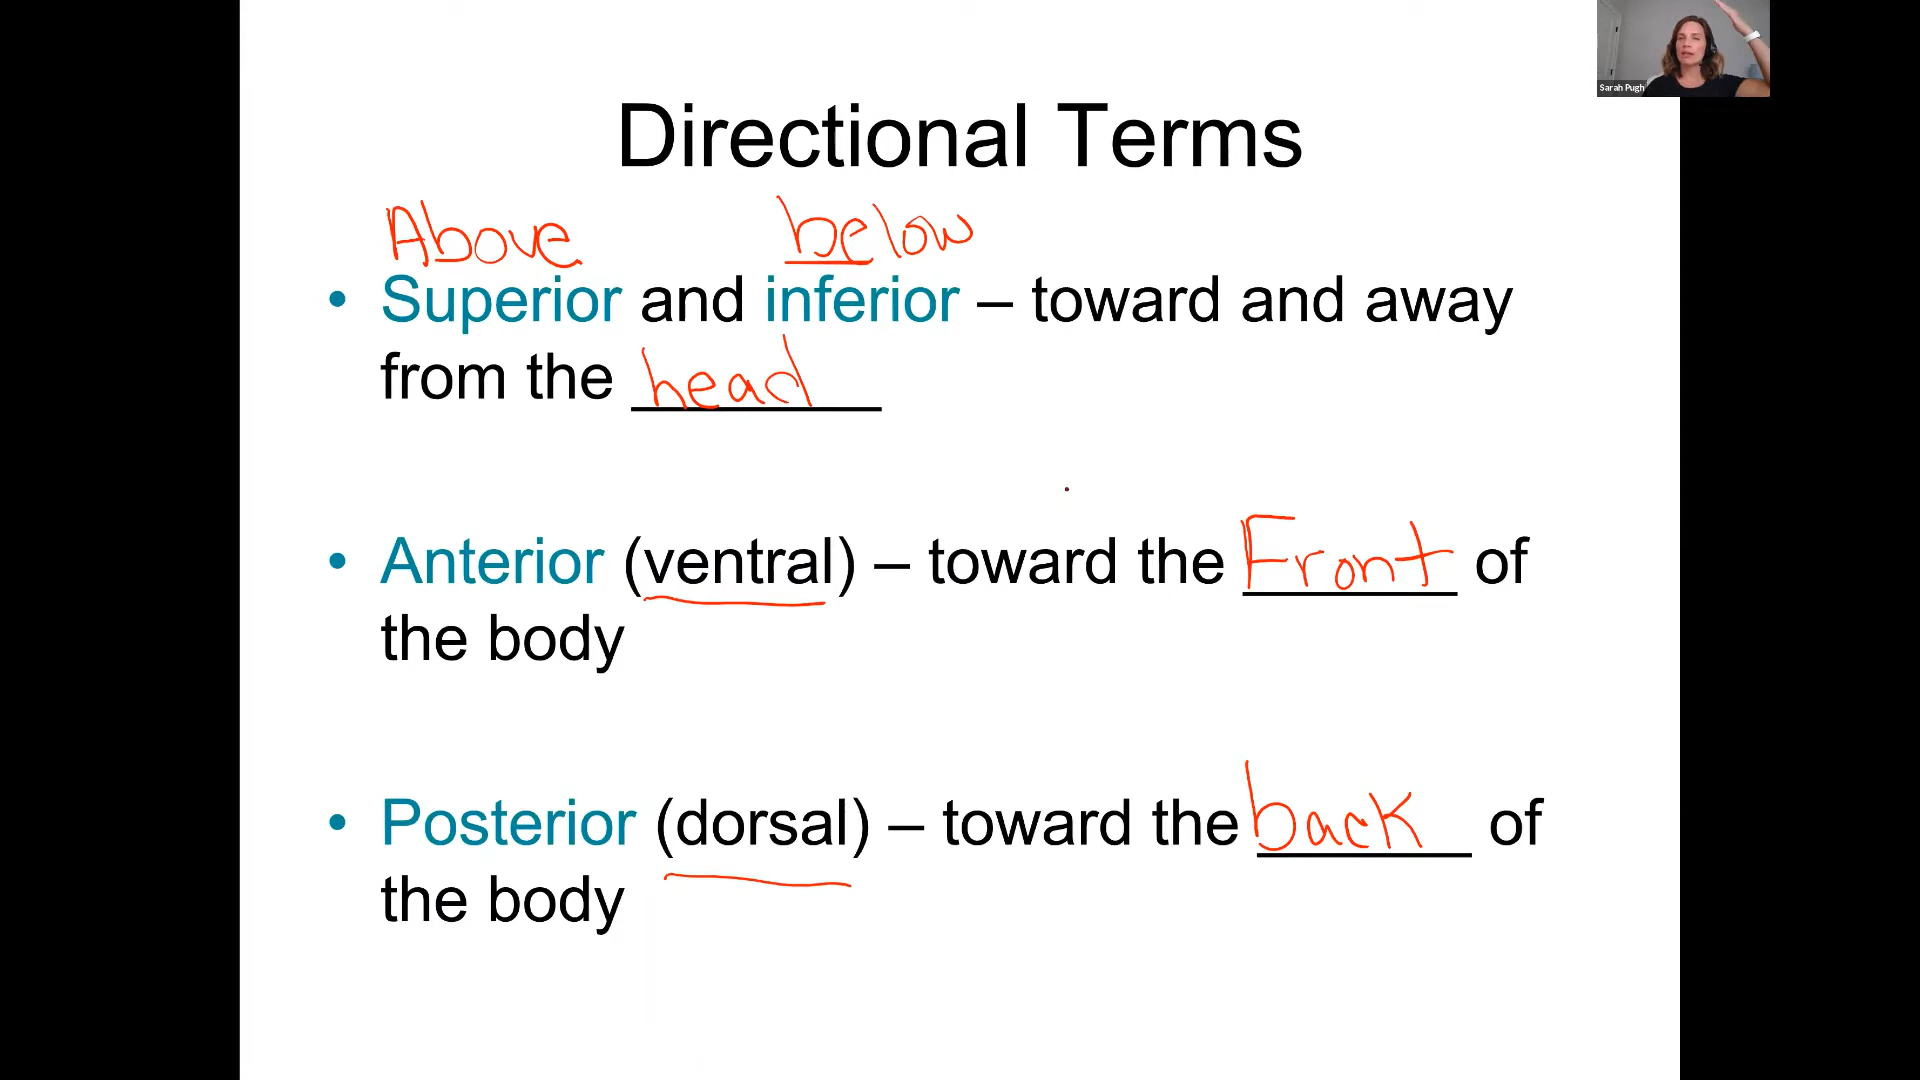 Sarah Pugh
Directional Terms
Above below
• Superior and inferior – toward and away
from the head
• Anterior (ventral) – toward the Front of
the body
• Posterior (dorsal) – toward the back of
the body